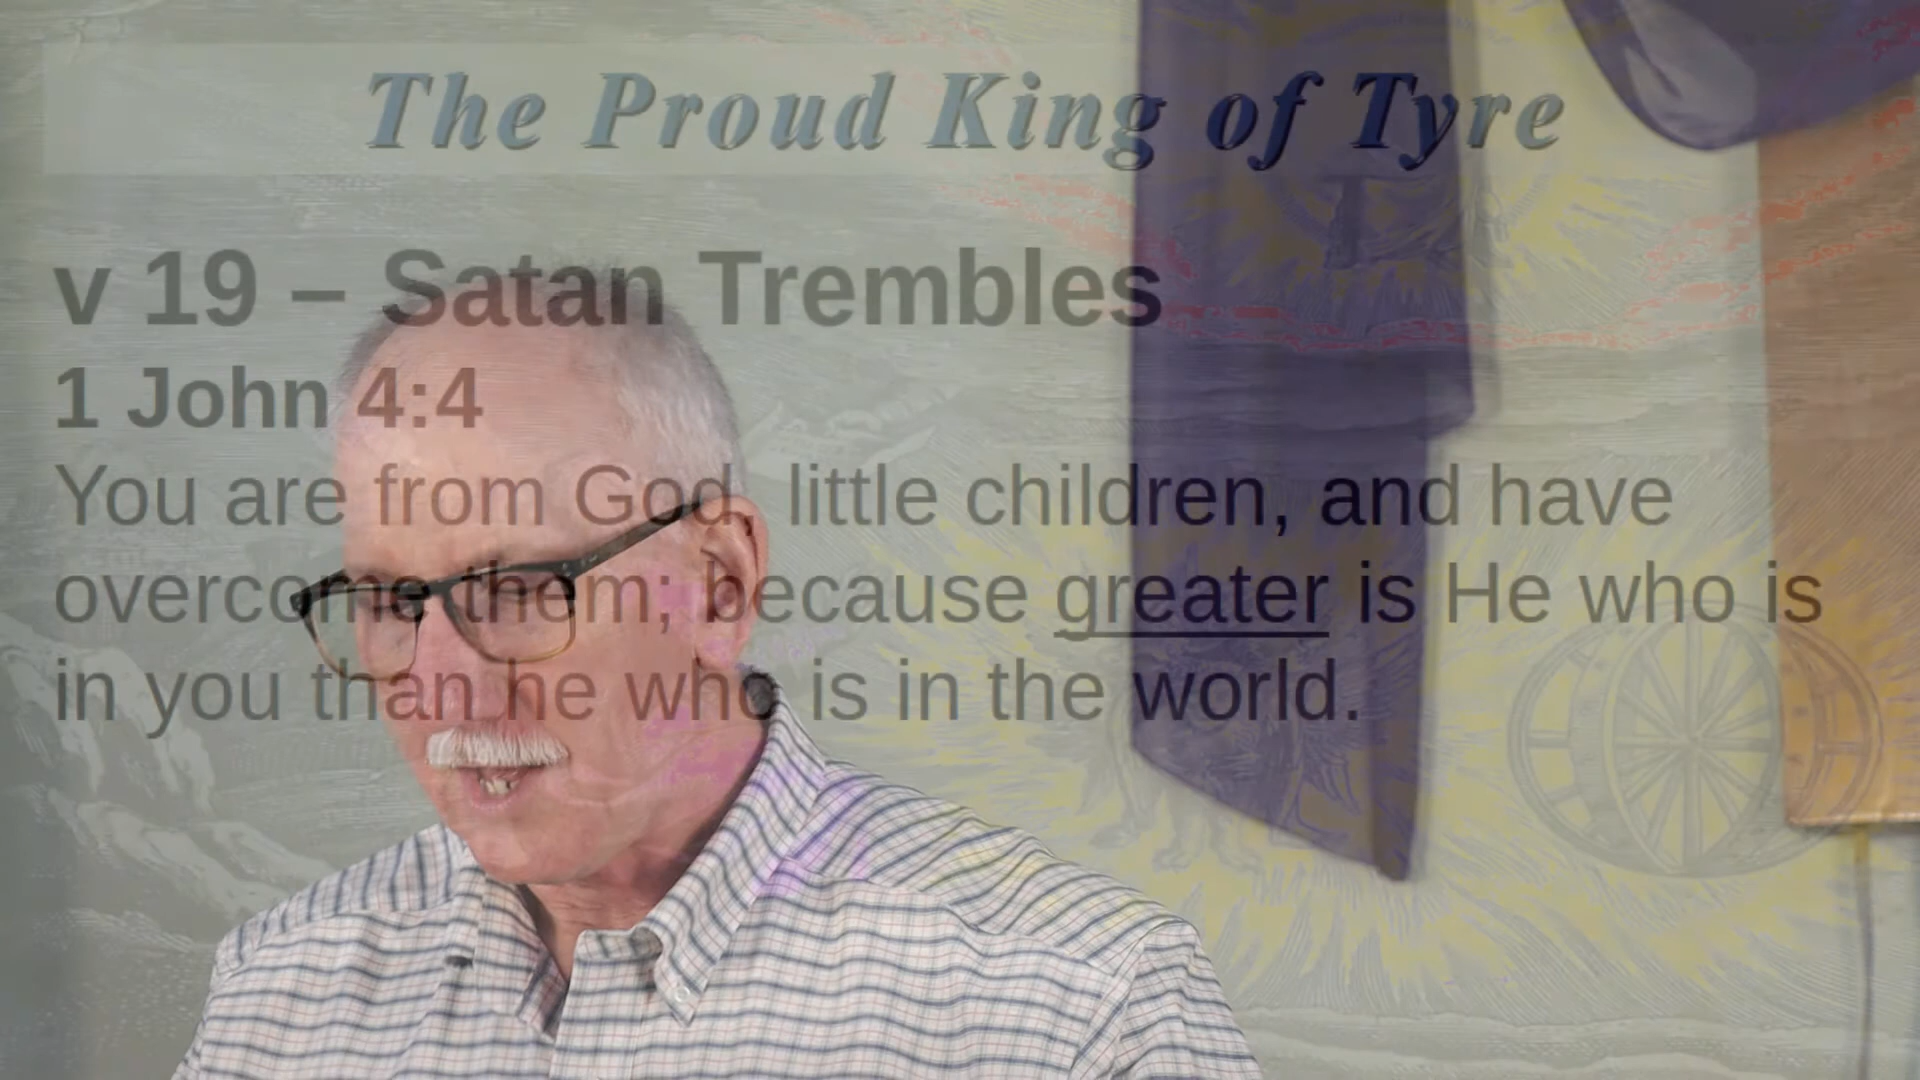 The Proud King of Tyre
v 19 – Satan Trembles
1 John 4:4
You are from God, little children, and have
overcome them; because greater is He who is
in you than he who is in the world.